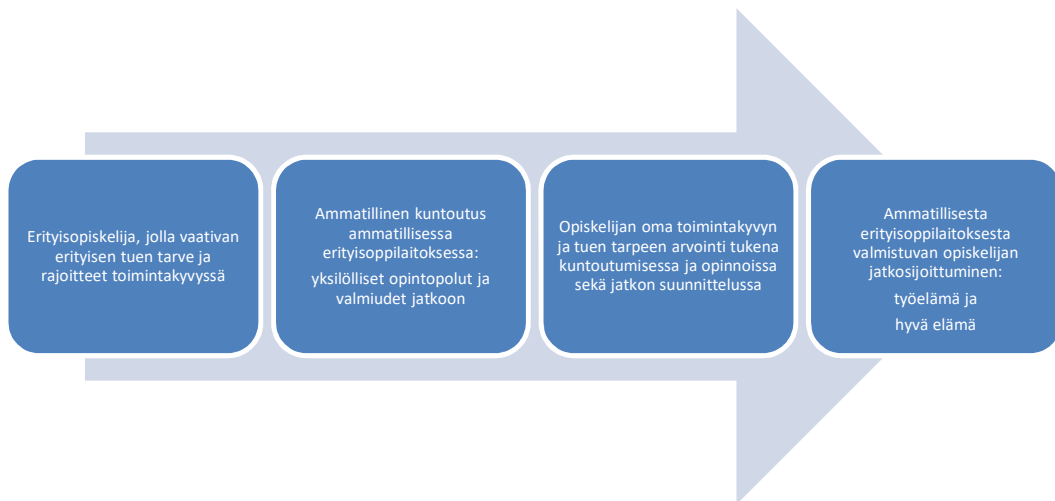 Erityisopiskelija, jolla vaativan
erityisen tuen tarve ja
rajoitteet toimintakyvyssä
Ammatillinen kuntoutus
ammatillisessa
erityisoppilaitoksessa:
yksilölliset opintopolut ja
valmiudet jatkoon
Opiskelijan oma toimintakyvyn
ja tuen tarpeen arvointi tukena
kuntoutumisessa ja opinnoissa
sekä jatkon suunnittelussa
Ammatillisesta
erityisoppilaitoksesta
valmistuvan opiskelijan
jatkosijoittuminen:
työelämä ja
hyvä elämä